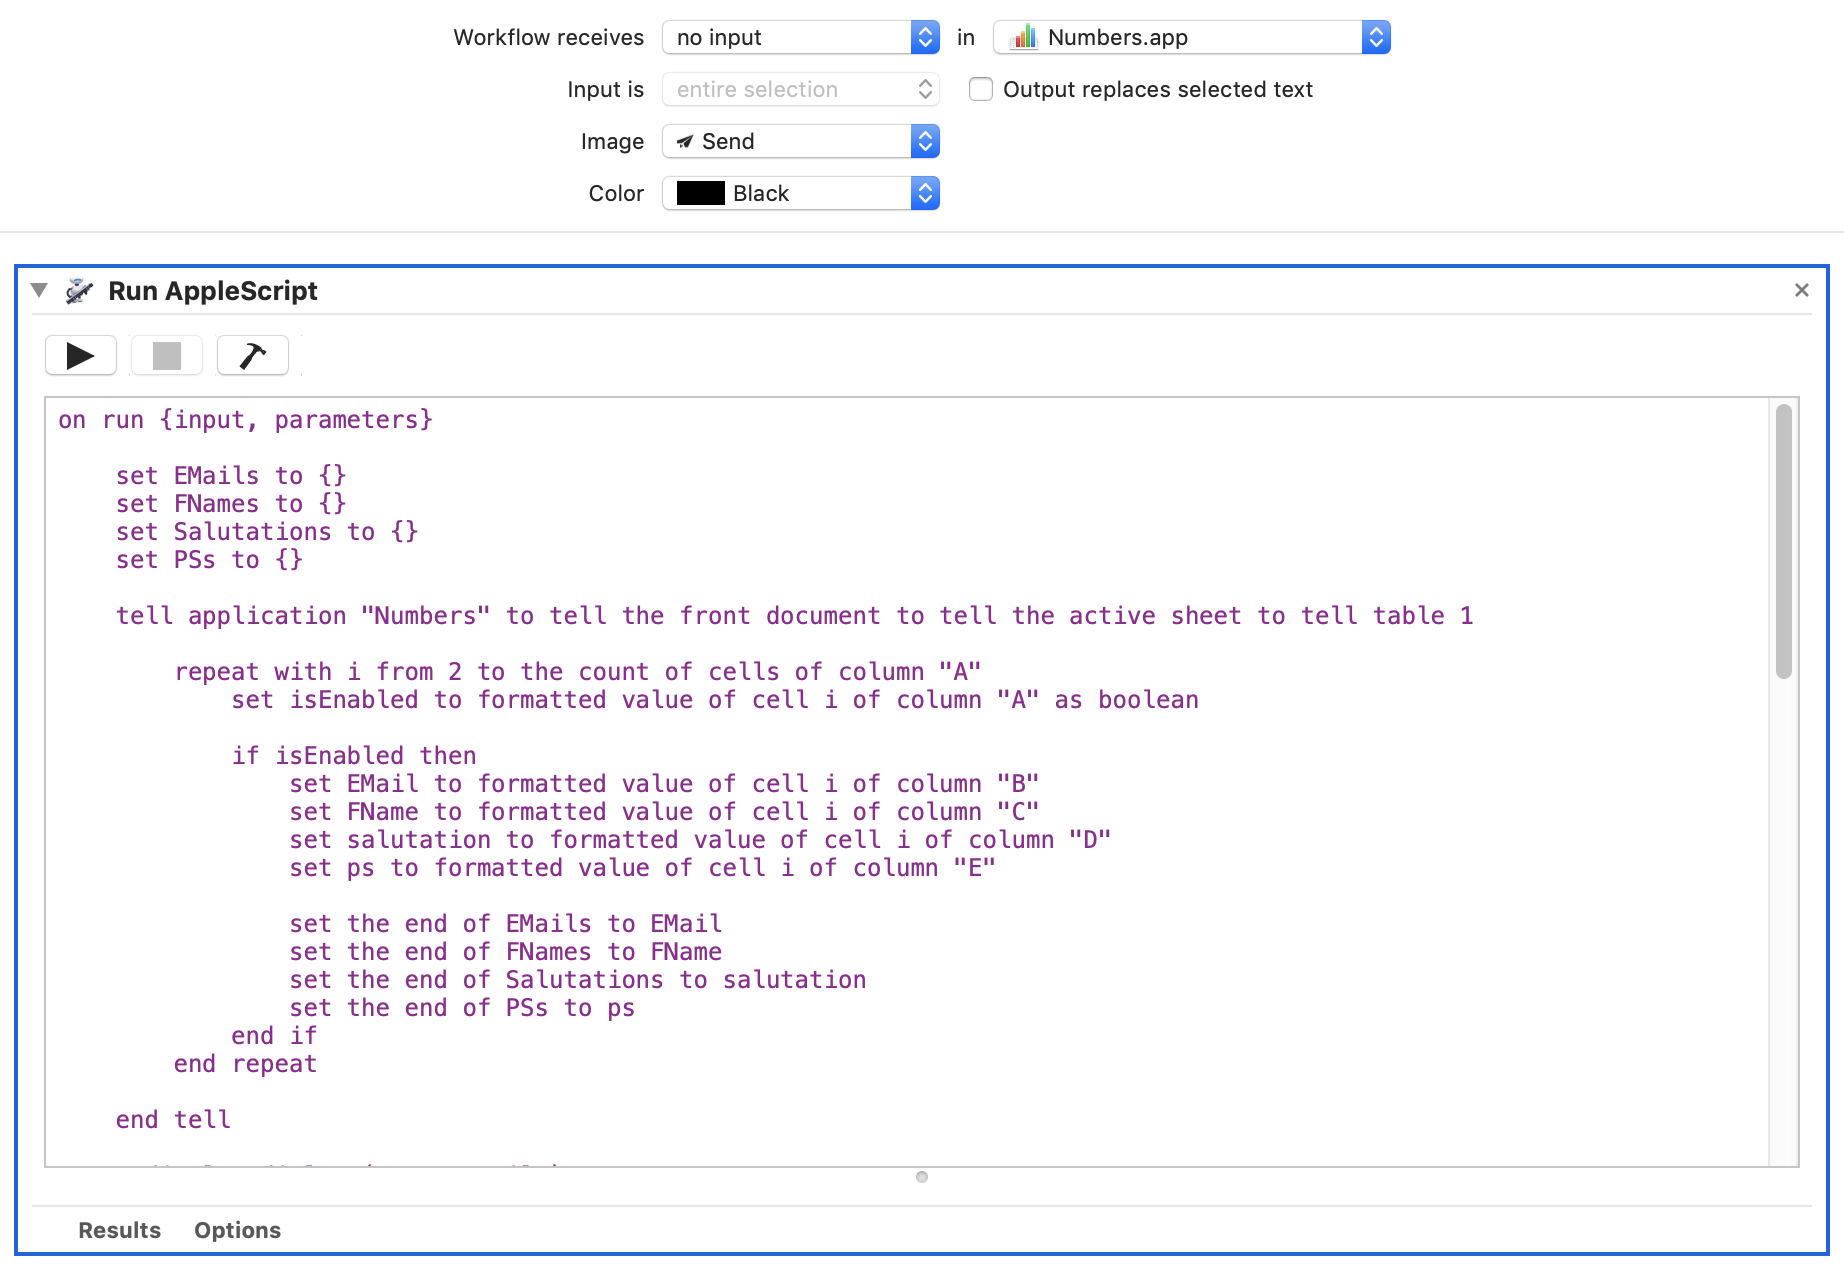 Workflow receives no input in Numbers.app
Input is entire selection Output replaces selected text
Image Send
Color Black
Run AppleScript
on run {input, parameters}
set EMails to {}
set FNames to {}
set Salutations to {}
set PSs to {}
tell application "Numbers" to tell the front document to tell the active sheet to tell table 1
repeat with i from 2 to the count of cells of column "A"
set isEnabled to formatted value of cell i of column "A" as boolean
if isEnabled then
set EMail to formatted value of cell i of column "B"
set FName to formatted value of cell i of column "C"
set salutation to formatted value of cell i of column "D"
set ps to formatted value of cell i of column "E"
set the end of EMails to EMail
set the end of FNames to FName
set the end of Salutations to salutation
set the end of PSs to ps
end if
end repeat
end tell
Results Options